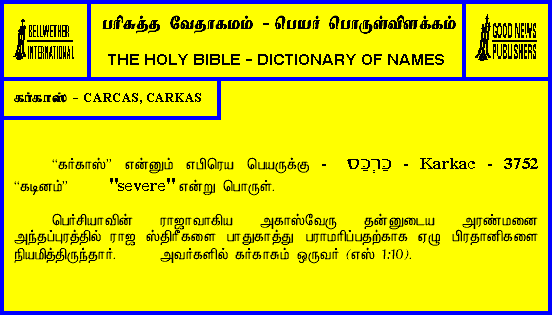 BELLWETHER
INTERNATIONAL
பரிசுத்த வேதாகமம் - பெயர் பொருள்விளக்கம்
THE HOLY BIBLE - DICTIONARY OF NAMES
GOOD NEWS
PUBLISHERS
கர்காஸ் - CARCAS, CARKAS
“கர்காஸ்” என்னும் எபிரெய பெயருக்கு - כַּרְכַּס - Karkac - 3752
“கடினம்” "severe" என்று பொருள்.
பெர்சியாவின் ராஜாவாகிய அகாஸ்வேரு தன்னுடைய அரண்மனை
அந்தப்புரத்தில் ராஜ ஸ்திரீகளை பாதுகாத்து பராமரிப்பதற்காக ஏழு பிரதானிகளை
நியமித்திருந்தார். அவர்களில் கர்காசும் ஒருவர் (எஸ் 1:10).